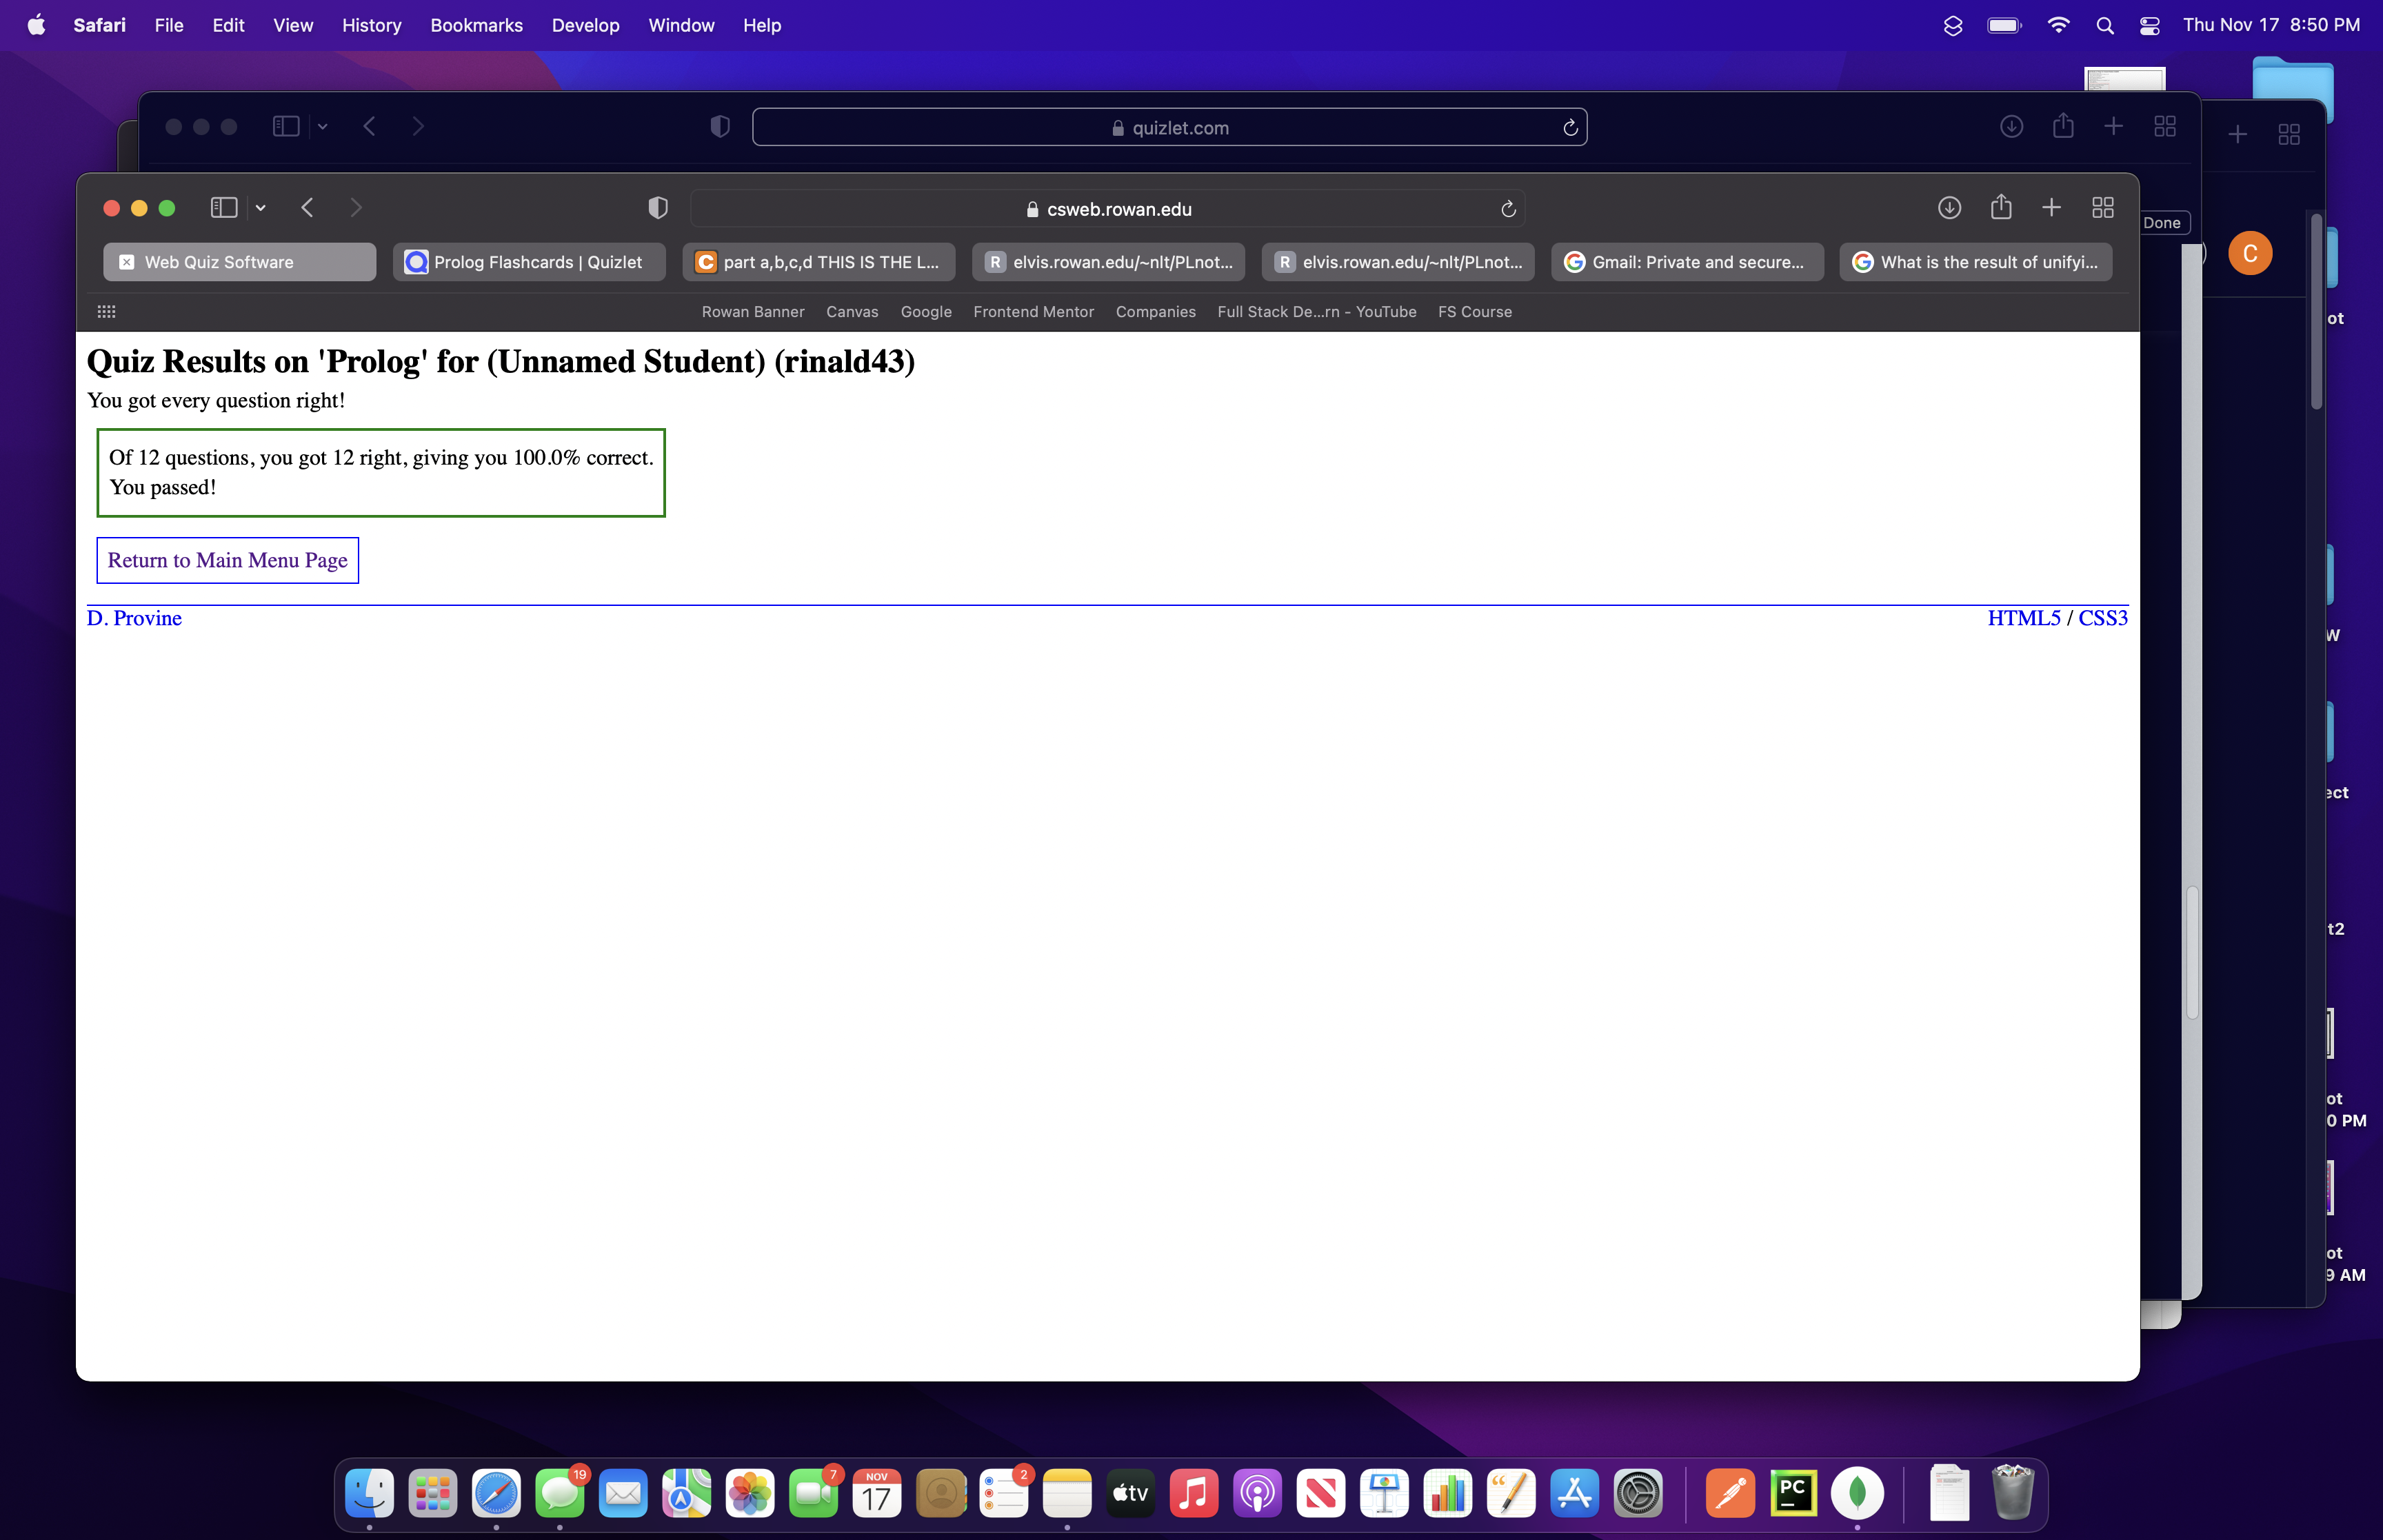 Safari File Edit View History Bookmarks Develop Window Help Thu Nov 17 8:50 PM
quizlet.com
csweb.rowan.edu
Done
Web Quiz Software
Prolog Flashcards | Quizlet
C part a,b,c,d THIS IS THE L...
R elvis.rowan.edu/~nlt/PLnot...
R elvis.rowan.edu/~nlt/PLnot...
G Gmail: Private and secure...
G What is the result of unifyi...
C
Rowan Banner Canvas Google Frontend Mentor Companies Full Stack De...rn - YouTube FS Course
ot
Quiz Results on 'Prolog' for (Unnamed Student) (rinald43)
You got every question right!
Of 12 questions, you got 12 right, giving you 100.0% correct.
You passed!
Return to Main Menu Page
D. Provine HTML5 / CSS3
W
ect
t2
ot
0 PM
ot
9 AM
19
7
NOV
17
2
tv
PC